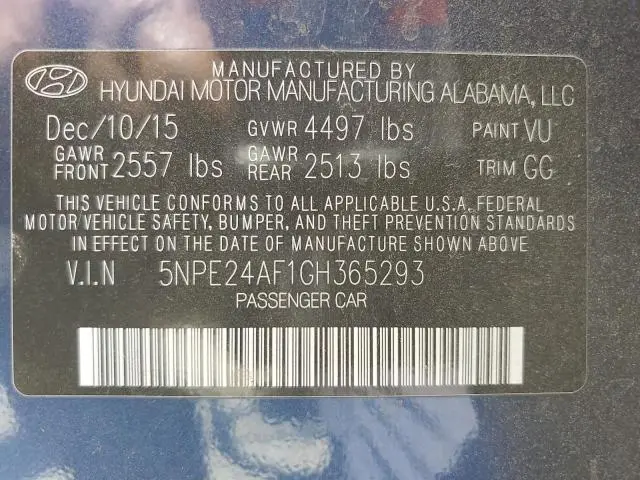 MANUFACTURED BY
HYUNDAI MOTOR MANUFACTURING ALABAMA, LLC
Dec/10/15 GVWR 4497 lbs PAINT VU
GAWR FRONT 2557 lbs GAWR REAR 2513 lbs TRIM GG
THIS VEHICLE CONFORMS TO ALL APPLICABLE U.S.A. FEDERAL
MOTOR VEHICLE SAFETY, BUMPER, AND THEFT PREVENTION STANDARDS
IN EFFECT ON THE DATE OF MANUFACTURE SHOWN ABOVE.
V.I.N 5NPE24AF1GH365293
PASSENGER CAR